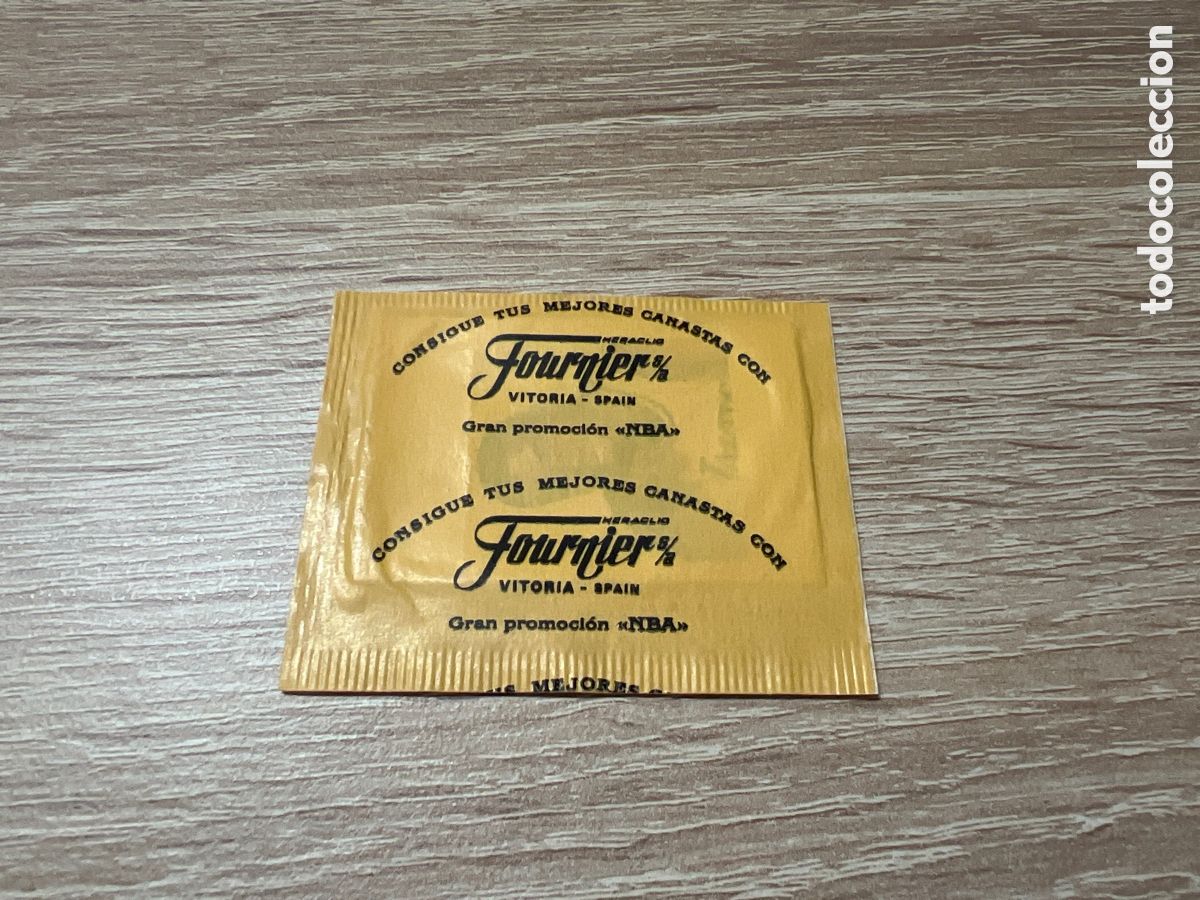 CONSIGUE TUS MEJORES CANASTAS CON
HERACLIO
Fournier s/a
VITORIA - SPAIN
Gran promoción «NBA»
CONSIGUE TUS MEJORES CANASTAS CON
HERACLIO
Fournier s/a
VITORIA - SPAIN
Gran promoción «NBA»
MEJORES
todocoleccion